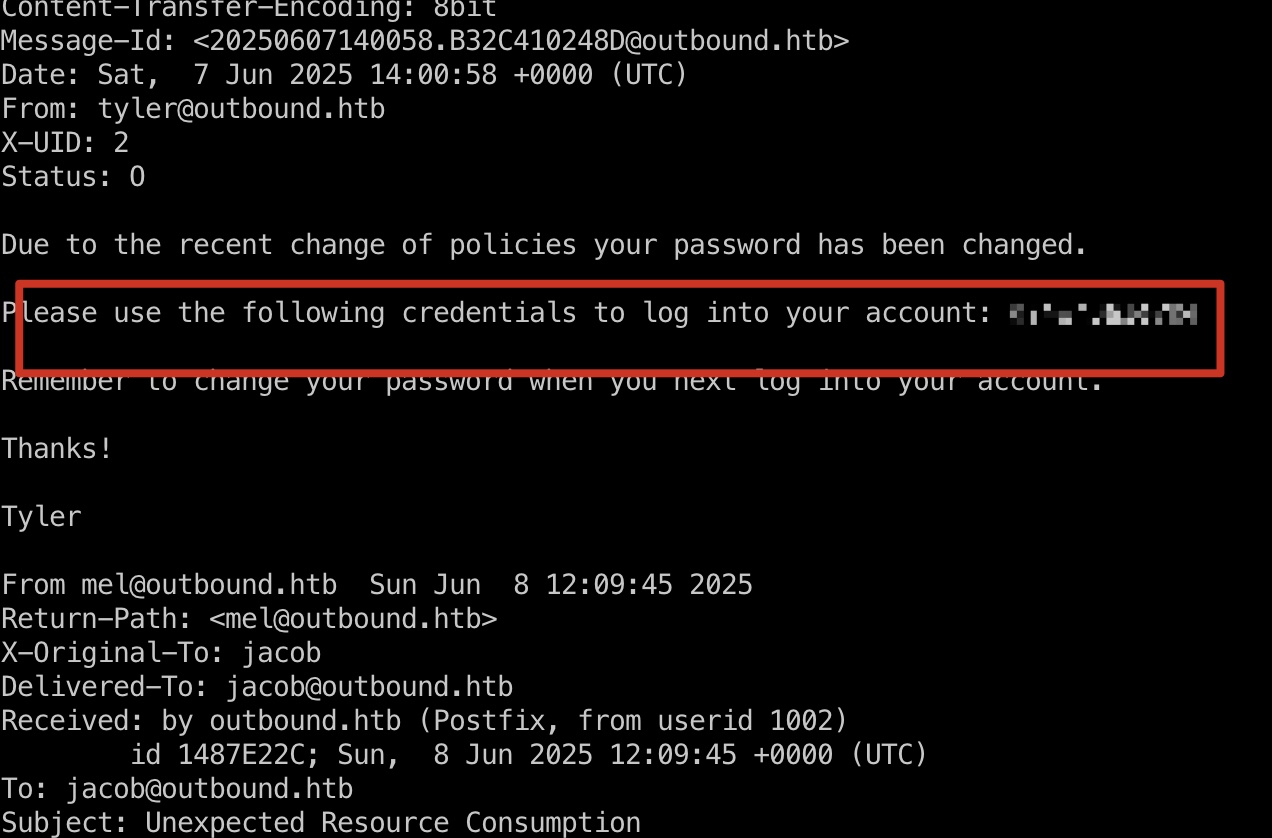 Content-Transfer-Encoding: 8bit
Message-Id: <20250607140058.B32C410248D@outbound.htb>
Date: Sat,  7 Jun 2025 14:00:58 +0000 (UTC)
From: tyler@outbound.htb
X-UID: 2
Status: O
Due to the recent change of policies your password has been changed.
Please use the following credentials to log into your account:
Remember to change your password when you next log into your account.
Thanks!
Tyler
From mel@outbound.htb  Sun Jun  8 12:09:45 2025
Return-Path: <mel@outbound.htb>
X-Original-To: jacob
Delivered-To: jacob@outbound.htb
Received: by outbound.htb (Postfix, from userid 1002)
        id 1487E22C; Sun,  8 Jun 2025 12:09:45 +0000 (UTC)
To: jacob@outbound.htb
Subject: Unexpected Resource Consumption